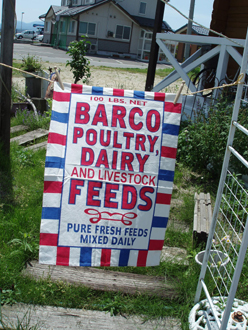 100 LBS. NET
BARCO
POULTRY,
DAIRY
AND LIVESTOCK
FEEDS
PURE FRESH FEEDS
MIXED DAILY